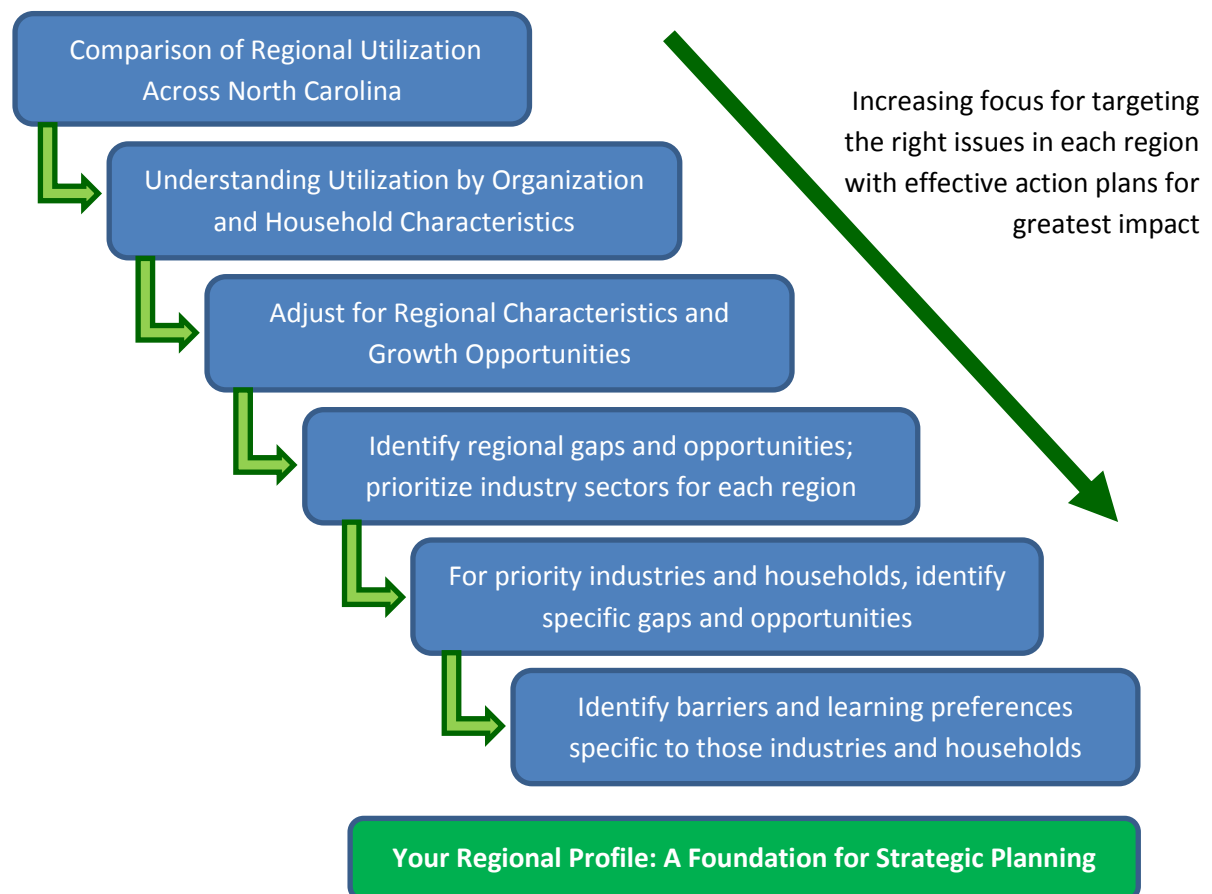 Comparison of Regional Utilization
Across North Carolina
Increasing focus for targeting
the right issues in each region
with effective action plans for
greatest impact
Understanding Utilization by Organization
and Household Characteristics
Adjust for Regional Characteristics and
Growth Opportunities
Identify regional gaps and opportunities;
prioritize industry sectors for each region
For priority industries and households, identify
specific gaps and opportunities
Identify barriers and learning preferences
specific to those industries and households
Your Regional Profile: A Foundation for Strategic Planning